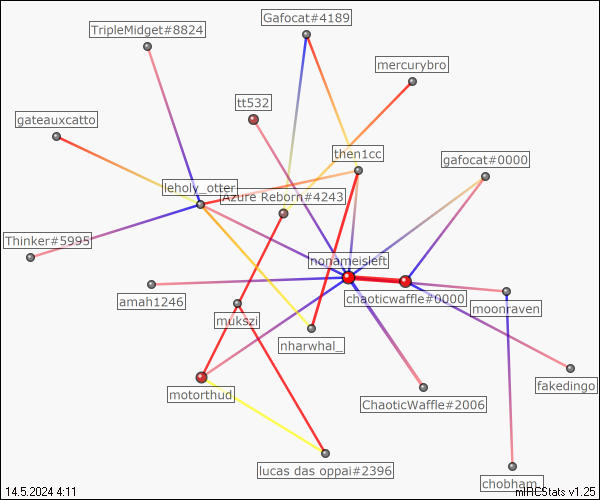 Gafocat#4189
TripleMidget#8824
mercurybro
tt532
gateauxcatto
then1cc
gafocat#0000
leholy_otter
Azure Reborn#4243
Thinker#5995
nonameisleft
amah1246
chaoticwaffle#0000
moonraven
mukszi
nharwhal_
fakedingo
motorthud
ChaoticWaffle#2006
lucas das oppai#2396
chobham_
14.5.2024 4:11
mIRCStats v1.25